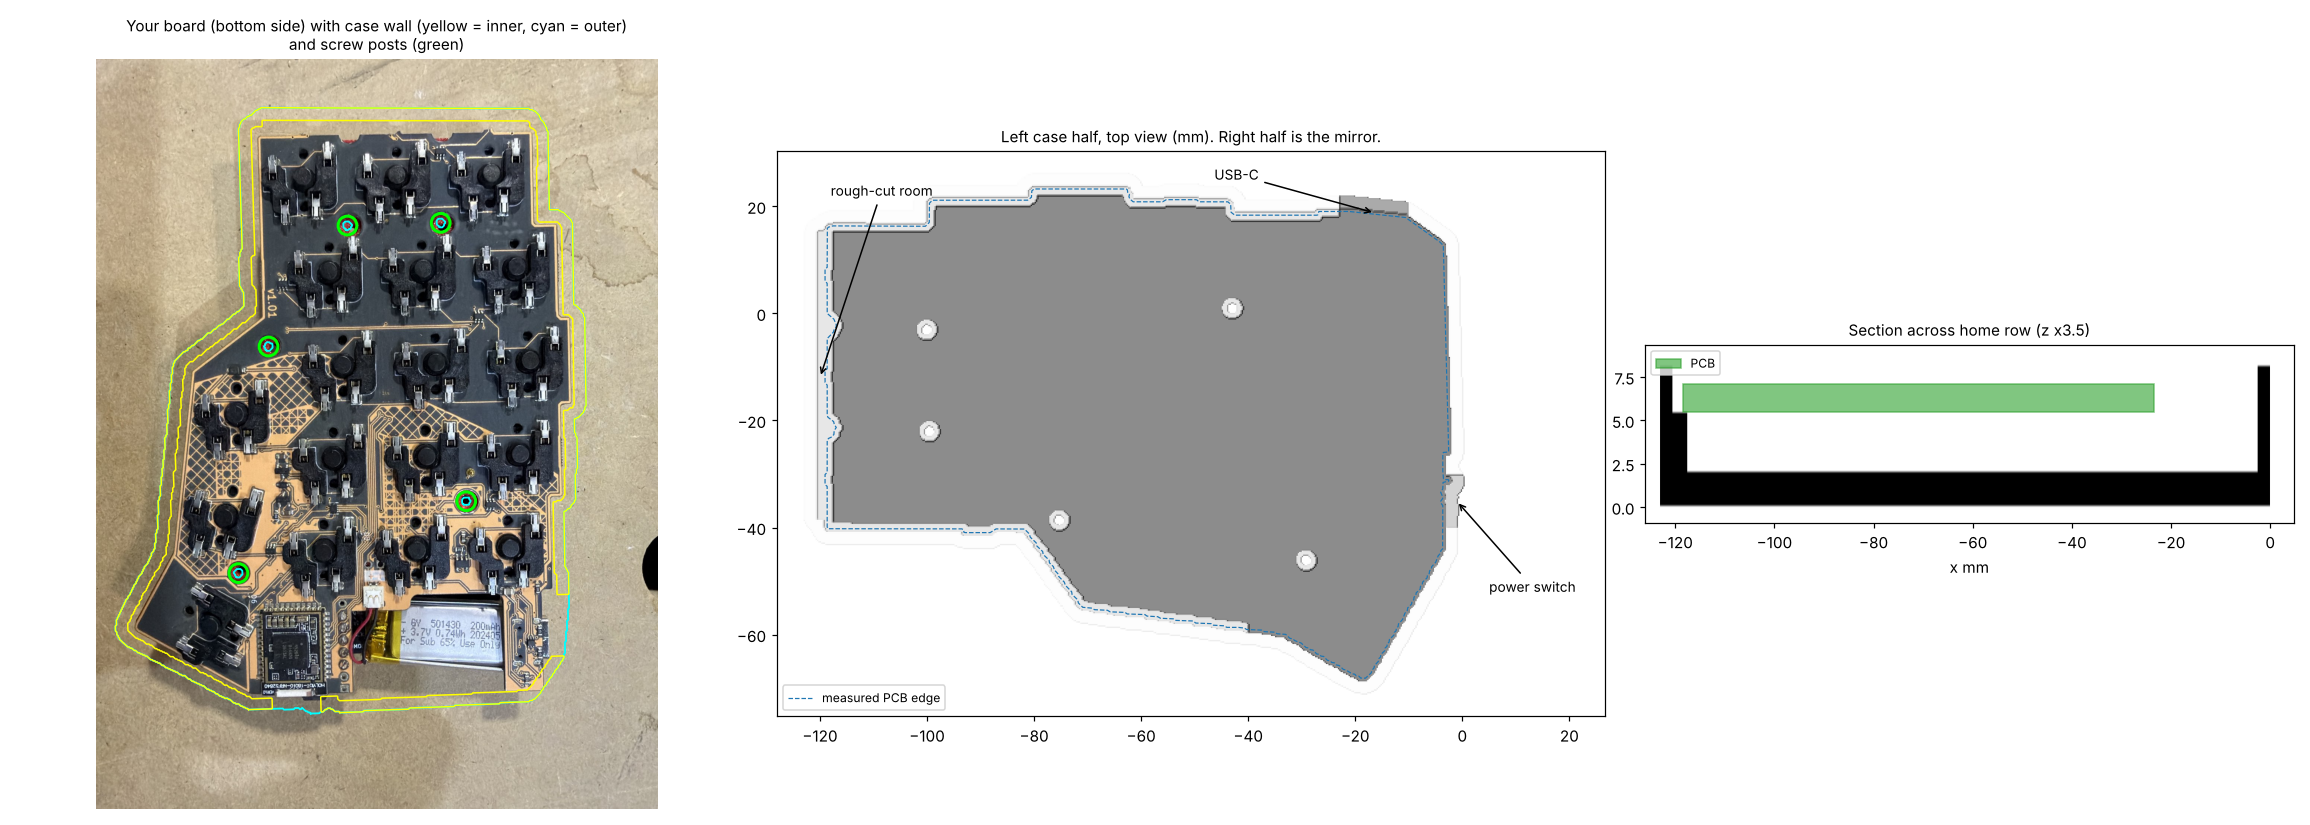 Your board (bottom side) with case wall (yellow = inner, cyan = outer)
and screw posts (green)
v1.01
6V 501430 200mAh
+ 3.7V 0.74Wh 202405
For Sub 65% Use Only
Left case half, top view (mm). Right half is the mirror.
rough-cut room
USB-C
power switch
measured PCB edge
20
0
−20
−40
−60
−120
−100
−80
−60
−40
−20
0
20
Section across home row (z x3.5)
PCB
7.5
5.0
2.5
0.0
−120
−100
−80
−60
−40
−20
0
x mm